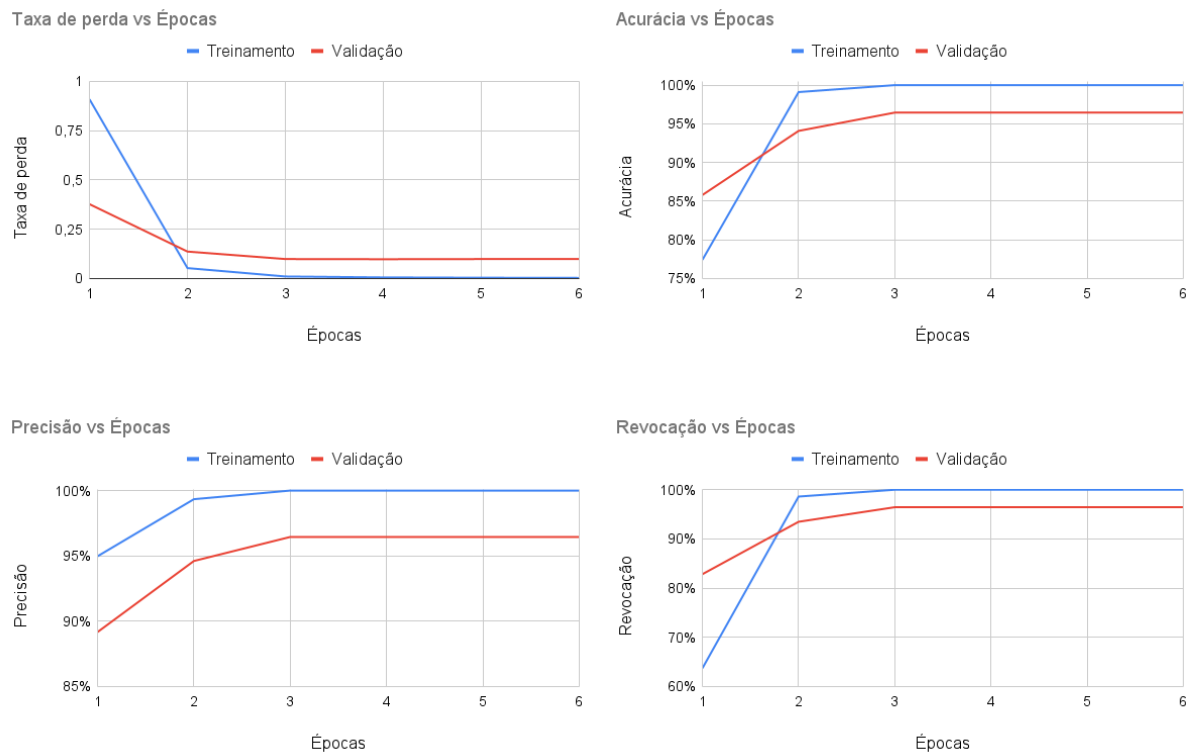 Taxa de perda vs Épocas
Treinamento Validação
1
0,75
0,5
0,25
0
Taxa de perda
1 2 3 4 5 6
Épocas
Acurácia vs Épocas
Treinamento Validação
100%
95%
90%
85%
80%
75%
Acurácia
1 2 3 4 5 6
Épocas
Precisão vs Épocas
Treinamento Validação
100%
95%
90%
85%
Precisão
1 2 3 4 5 6
Épocas
Revocação vs Épocas
Treinamento Validação
100%
90%
80%
70%
60%
Revocação
1 2 3 4 5 6
Épocas